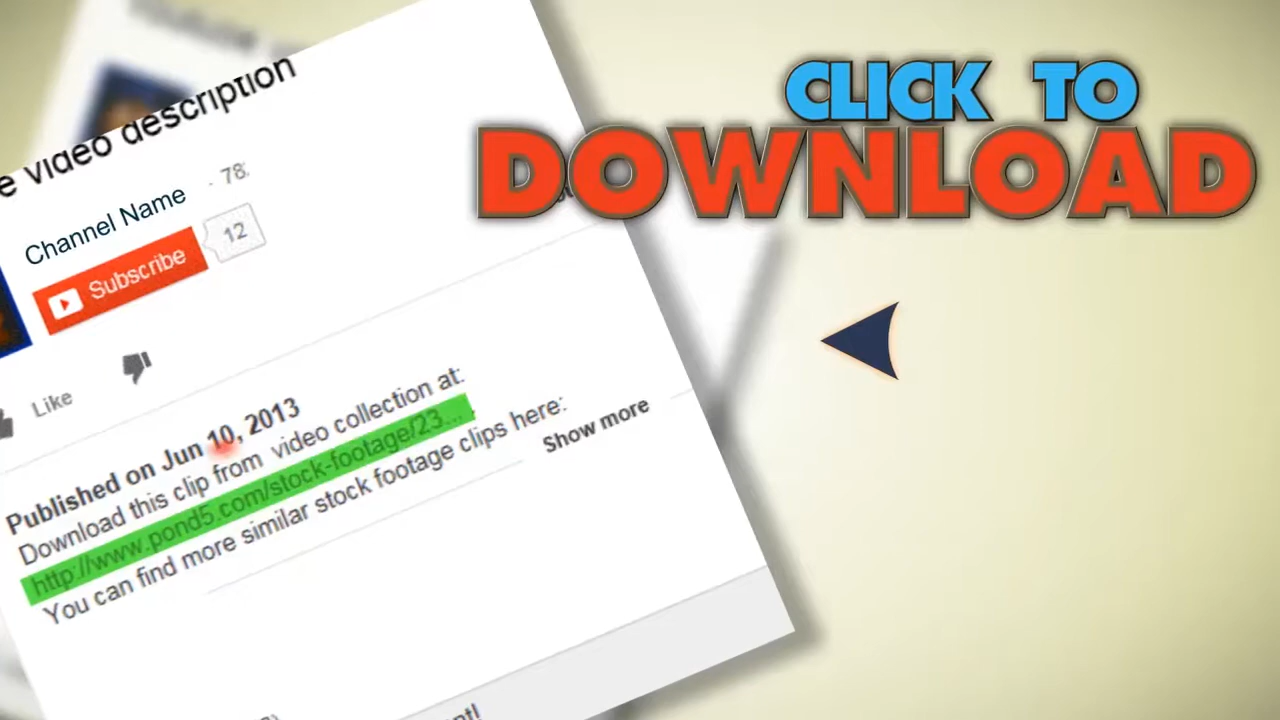 CLICK TO
DOWNLOAD
video description
Channel Name
78
Subscribe
12
Like
Published on Jun 10, 2013
Download this clip from video collection at:
http://www.pond5.com/stock-footage/23...
You can find more similar stock footage clips here:
Show more